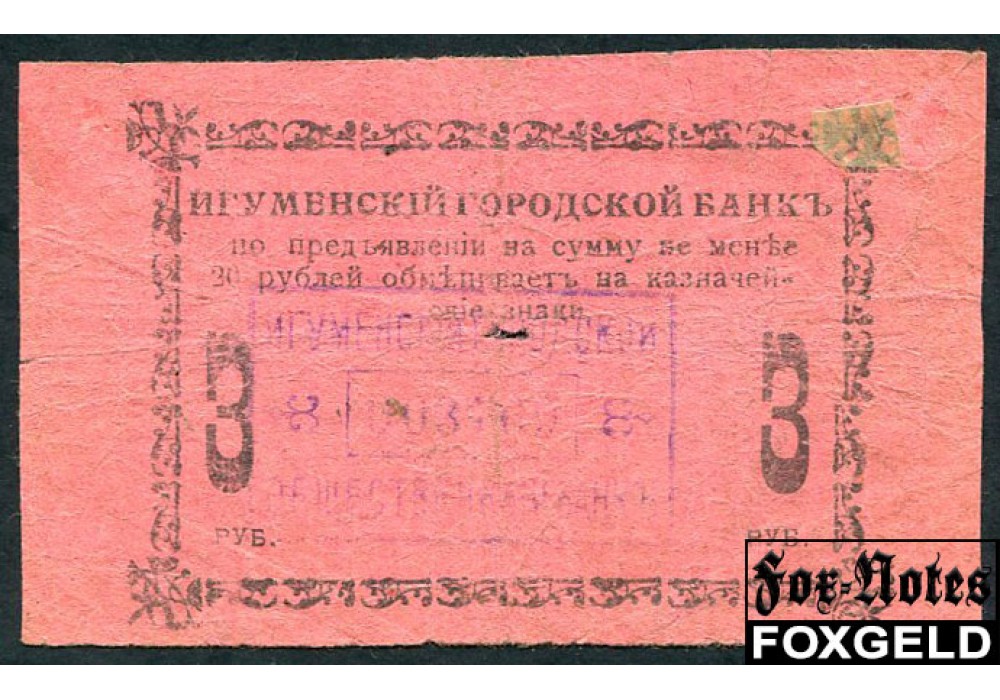 ИГУМЕНСКІЙ ГОРОДСКОЙ БАНКЪ
по предъявленіи на сумму не менѣе
20 рублей обмѣниваетъ на казначей-
скіе знаки
3 3
РУБ. РУБ.
Fox-Notes
FOXGELD